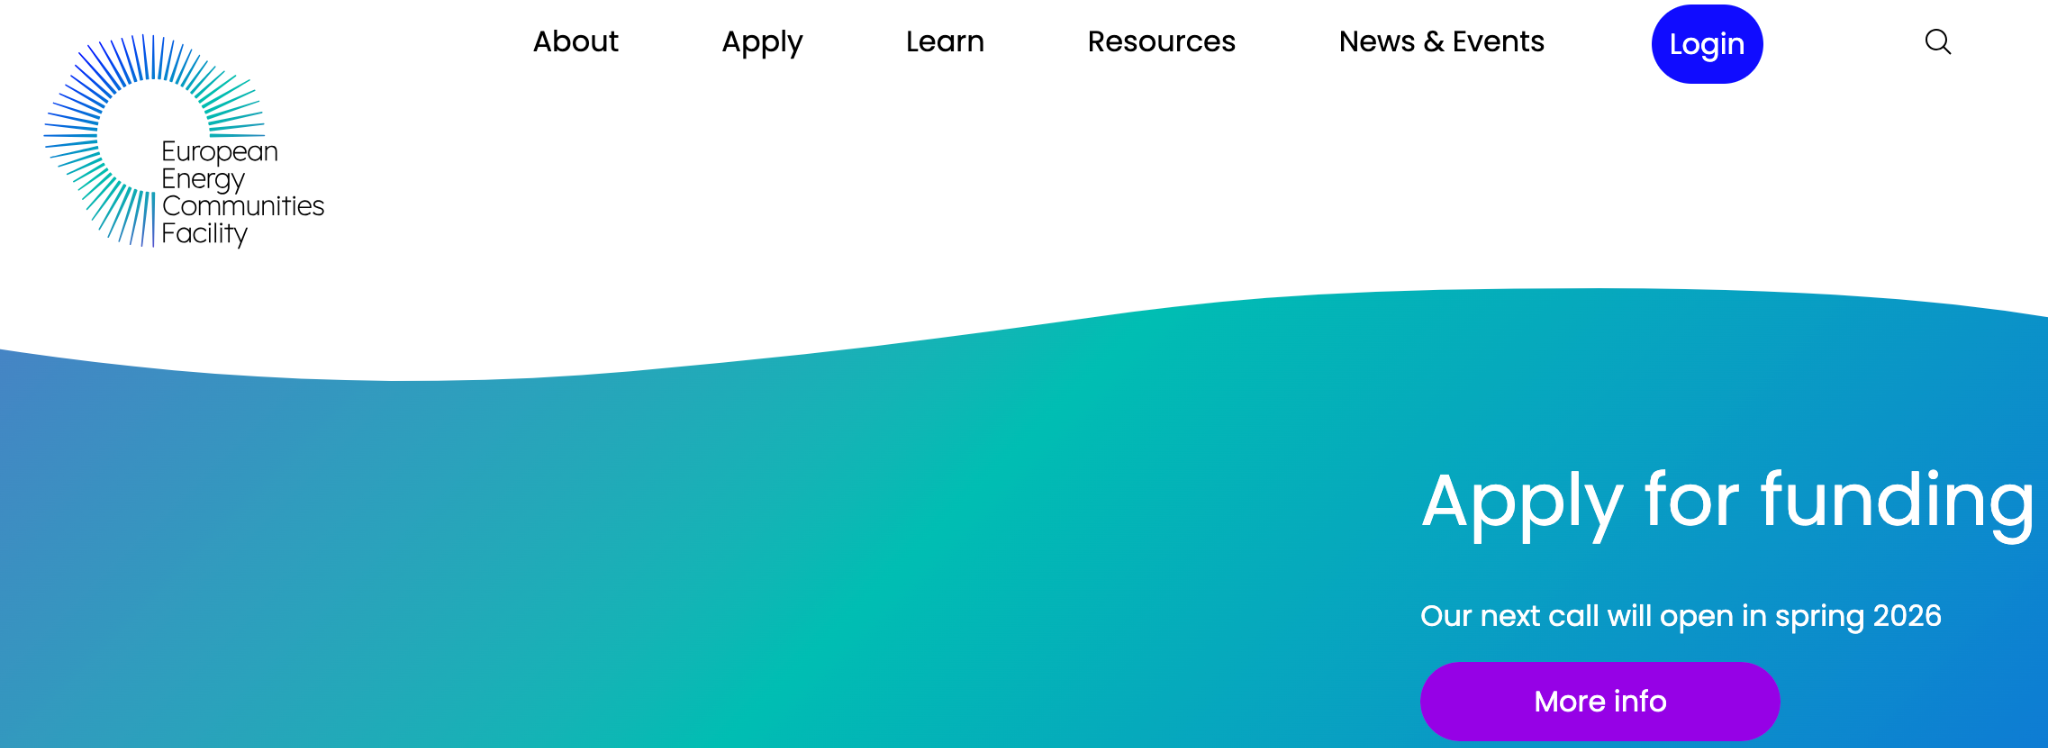 About
Apply
Learn
Resources
News & Events
Login
European
Energy
Communities
Facility
Apply for funding
Our next call will open in spring 2026
More info